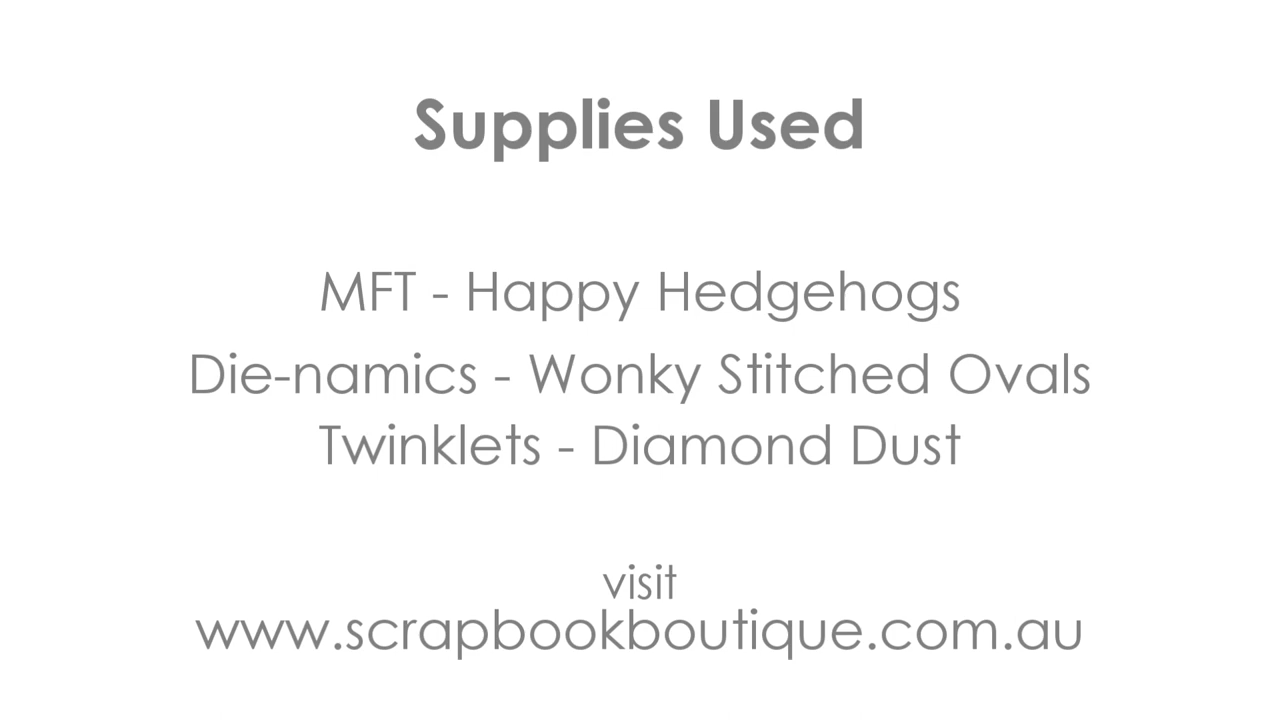 Supplies Used
MFT - Happy Hedgehogs
Die-namics - Wonky Stitched Ovals
Twinklets - Diamond Dust
visit
www.scrapbookboutique.com.au